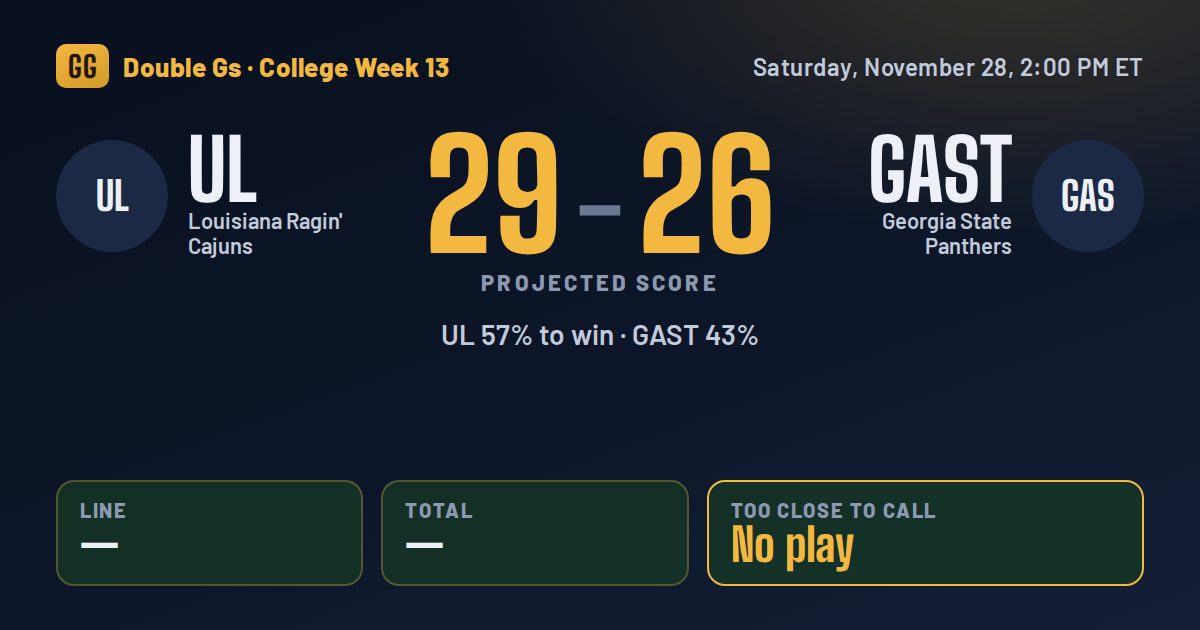 GG
Double Gs · College Week 13
Saturday, November 28, 2:00 PM ET
UL
UL
Louisiana Ragin'
Cajuns
29 – 26
PROJECTED SCORE
UL 57% to win · GAST 43%
GAST
Georgia State
Panthers
GAS
LINE
—
TOTAL
—
TOO CLOSE TO CALL
No play